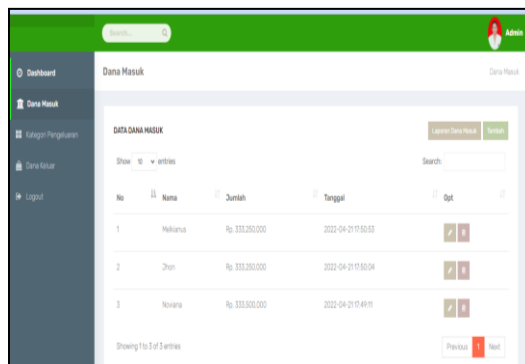 Search...
Admin
Dashboard
Dana Masuk
Kategori Pengeluaran
Dana Keluar
Logout
Dana Masuk
Dana Masuk
DATA DANA MASUK
Laporan Dana Masuk
Tambah
Show 10 entries
Search:
No Nama Jumlah Tanggal Opt
1 Melkianus Rp. 333,250,000 2022-04-21 17:50:53
2 Dhon Rp. 333,250,000 2022-04-21 17:50:04
3 Noviana Rp. 333,500,000 2022-04-21 17:49:11
Showing 1 to 3 of 3 entries
Previous 1 Next